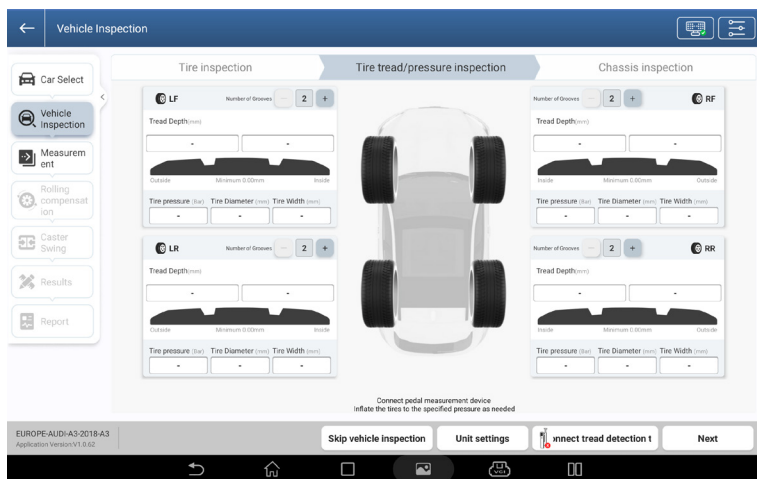 Vehicle Inspection
Car Select
Vehicle
Inspection
Measurem
ent
Rolling
compensat
ion
Caster
Swing
Results
Report
Tire inspection
Tire tread/pressure inspection
Chassis inspection
LF
Number of Grooves
-
2
+
Tread Depth(mm)
-
-
Outside
Minimum 0.00mm
Inside
Tire pressure (Bar)
Tire Diameter (mm)
Tire Width (mm)
-
-
-
Number of Grooves
-
2
+
RF
Tread Depth(mm)
-
-
Inside
Minimum 0.00mm
Outside
Tire pressure (Bar)
Tire Diameter (mm)
Tire Width (mm)
-
-
-
LR
Number of Grooves
-
2
+
Tread Depth(mm)
-
-
Outside
Minimum 0.00mm
Inside
Tire pressure (Bar)
Tire Diameter (mm)
Tire Width (mm)
-
-
-
Number of Grooves
-
2
+
RR
Tread Depth(mm)
-
-
Inside
Minimum 0.00mm
Outside
Tire pressure (Bar)
Tire Diameter (mm)
Tire Width (mm)
-
-
-
Connect pedal measurement device
Inflate the tires to the specified pressure as needed
EUROPE-AUDI-A3-2018-A3
Application Version:V1.0.62
Skip vehicle inspection
Unit settings
onnect tread detection t
Next
VCI